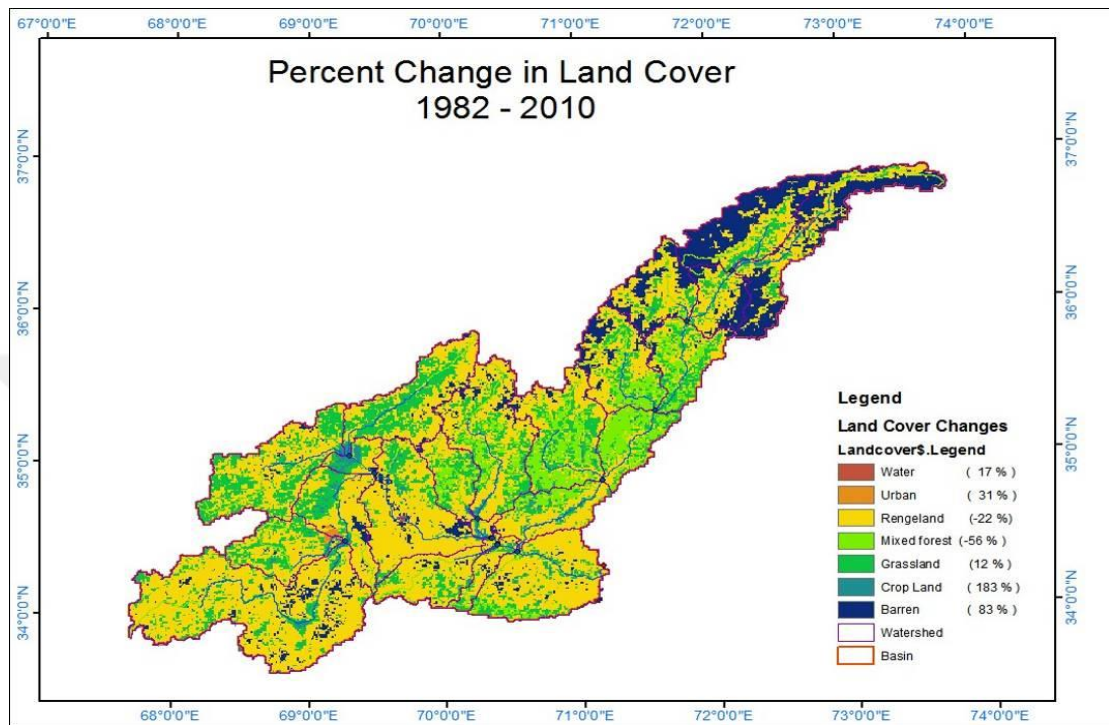 67°0'0"E 68°0'0"E 69°0'0"E 70°0'0"E 71°0'0"E 72°0'0"E 73°0'0"E 74°0'0"E
Percent Change in Land Cover
1982 - 2010
37°0'0"N
36°0'0"N
35°0'0"N
34°0'0"N
37°0'0"N
36°0'0"N
35°0'0"N
34°0'0"N
Legend
Land Cover Changes
Landcover$.Legend
Water ( 17 % )
Urban ( 31 % )
Rengeland (-22 %)
Mixed forest (-56 % )
Grassland ( 12 % )
Crop Land ( 183 % )
Barren ( 83 % )
Watershed
Basin
68°0'0"E 69°0'0"E 70°0'0"E 71°0'0"E 72°0'0"E 73°0'0"E